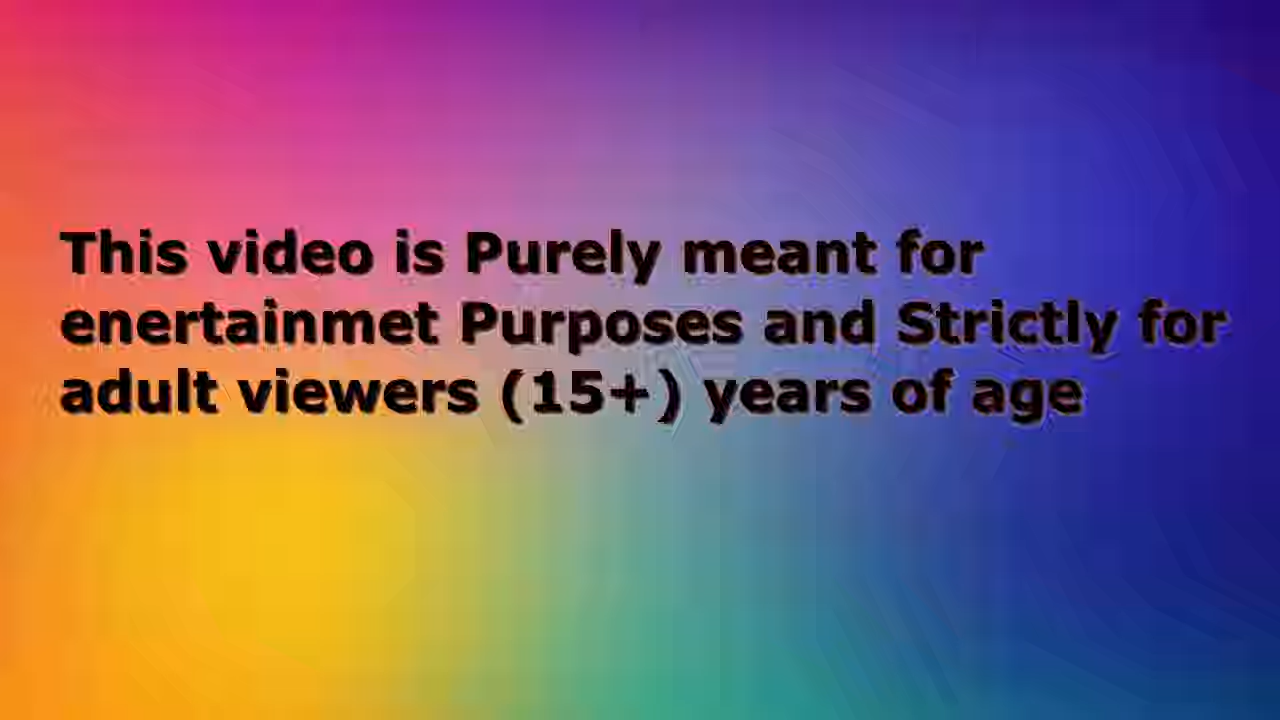 This video is Purely meant for
enertainmet Purposes and Strictly for
adult viewers (15+) years of age